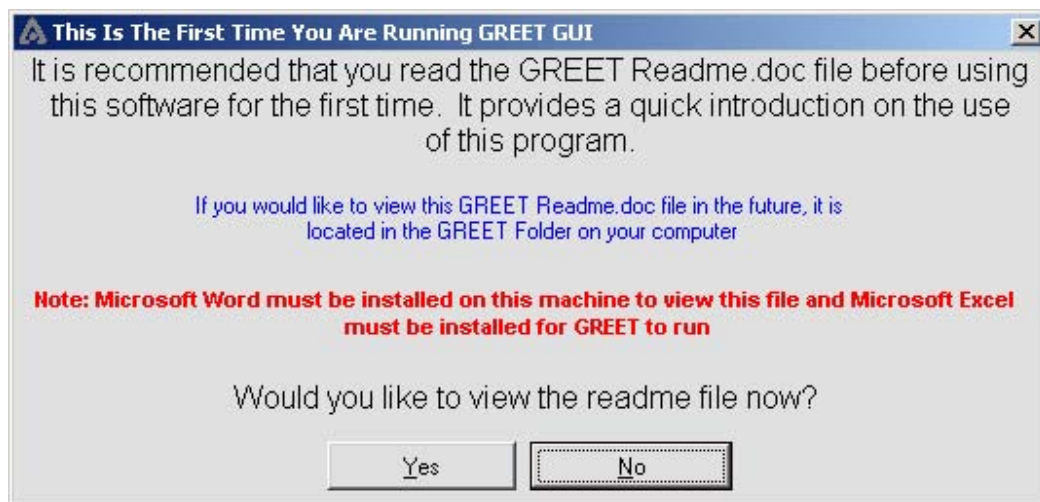 This Is The First Time You Are Running GREET GUI
It is recommended that you read the GREET Readme.doc file before using
this software for the first time. It provides a quick introduction on the use
of this program.
If you would like to view this GREET Readme.doc file in the future, it is
located in the GREET Folder on your computer
Note: Microsoft Word must be installed on this machine to view this file and Microsoft Excel
must be installed for GREET to run
Would you like to view the readme file now?
Yes No